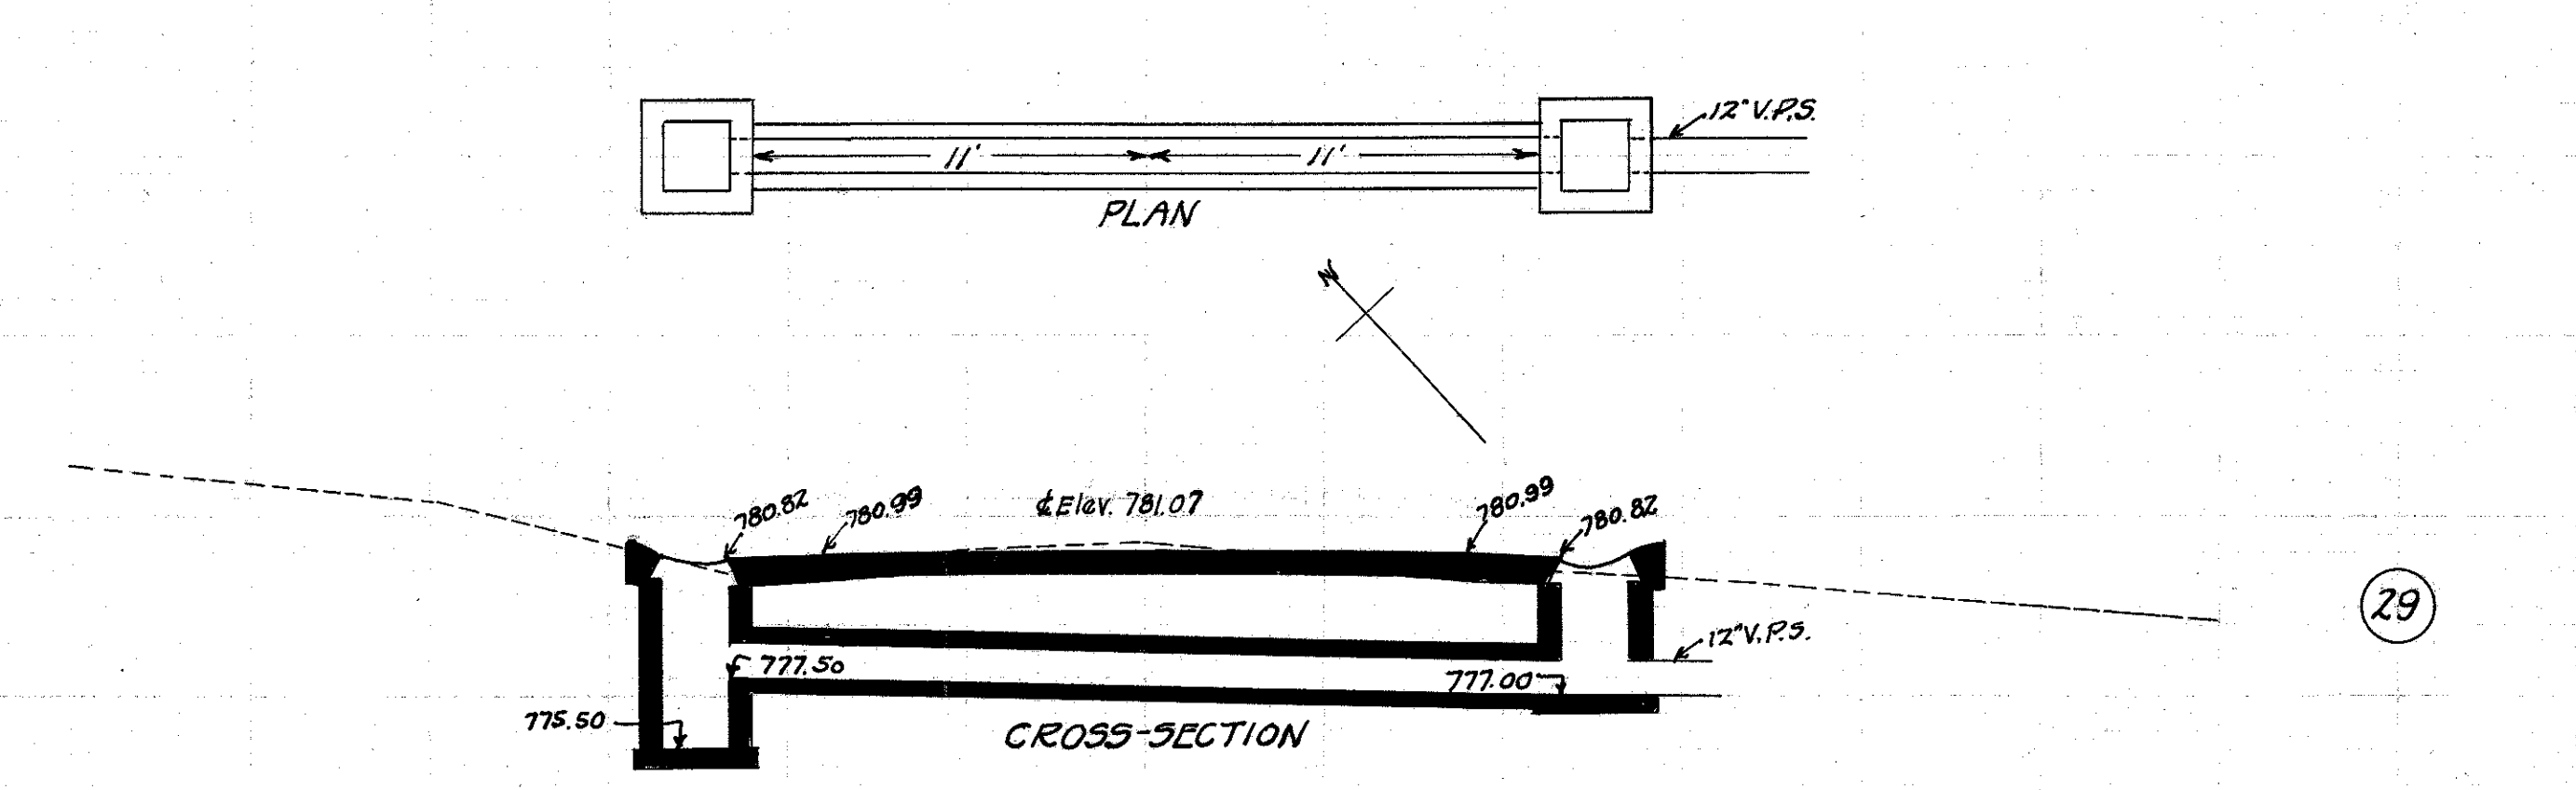 12" V.P.S.
11' 11'
PLAN
N
780.82 780.99 ℄ Elev. 781.07 780.99 780.82
29
12" V.P.S.
777.50 777.00
775.50
CROSS-SECTION